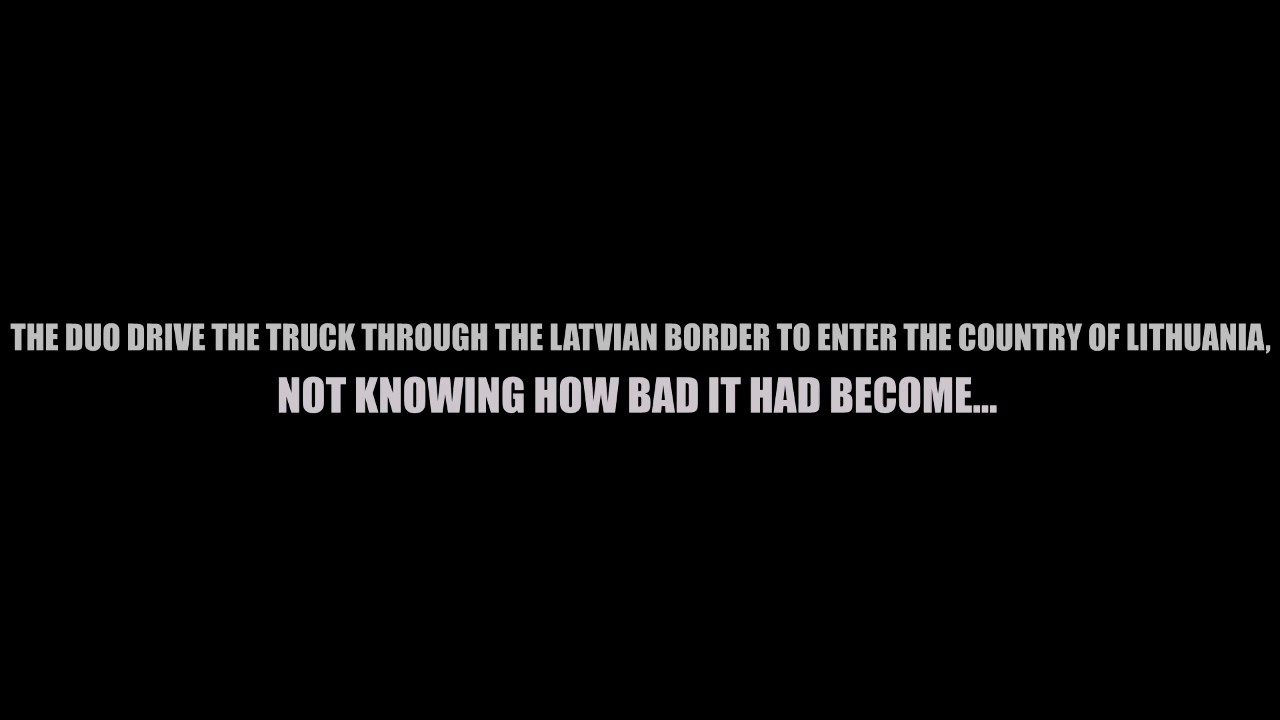 THE DUO DRIVE THE TRUCK THROUGH THE LATVIAN BORDER TO ENTER THE COUNTRY OF LITHUANIA,
NOT KNOWING HOW BAD IT HAD BECOME...